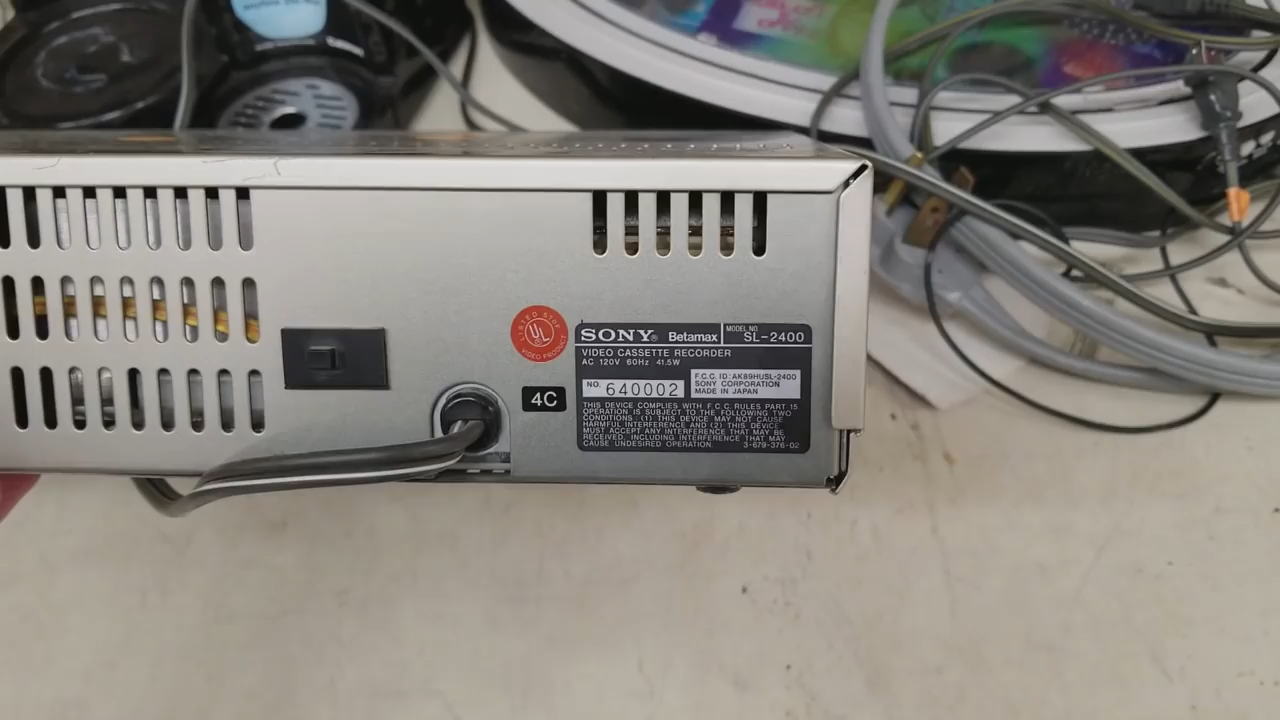 LISTED 570F
UL
VIDEO PRODUCT
SONY® Betamax MODEL NO. SL-2400
VIDEO CASSETTE RECORDER
AC 120V 60Hz 41.5W
NO. 640002
F.C.C. ID: AK89HUSL-2400
SONY CORPORATION
MADE IN JAPAN
4C
THIS DEVICE COMPLIES WITH F.C.C. RULES PART 15
OPERATION IS SUBJECT TO THE FOLLOWING TWO
CONDITIONS: (1) THIS DEVICE MAY NOT CAUSE
HARMFUL INTERFERENCE AND (2) THIS DEVICE
MUST ACCEPT ANY INTERFERENCE THAT MAY BE
RECEIVED, INCLUDING INTERFERENCE THAT MAY
CAUSE UNDESIRED OPERATION. 3-679-376-02